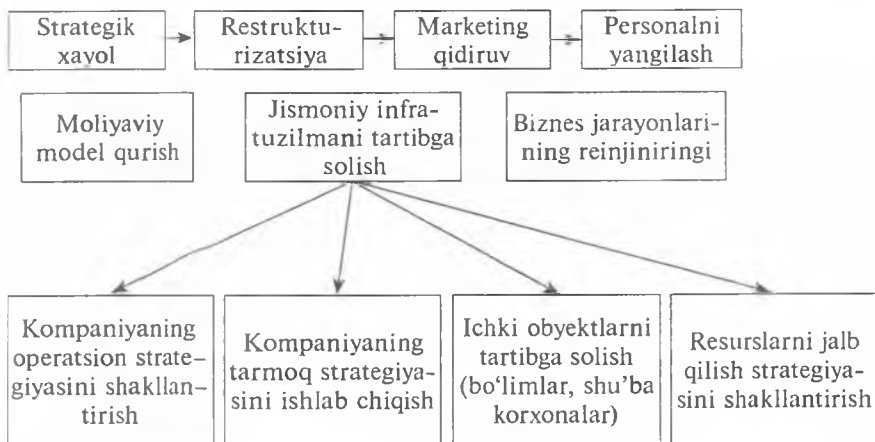 Strategik
xayol
Restruktu-
rizatsiya
Marketing
qidiruv
Personalni
yangilash
Moliyaviy
model qurish
Jismoniy infra-
tuzilmani tartibga
solish
Biznes jarayonlari-
ning reinjiniringi
Kompaniyaning
operatsion strate-
giyasini shakllan-
tirish
Kompaniyaning
tarmoq strategiya-
sini ishlab chiqish
Ichki obyektlarni
tartibga solish
(bo‘limlar, shu’ba
korxonalar)
Resurslarni jalb
qilish strategiya-
sini shakllantirish